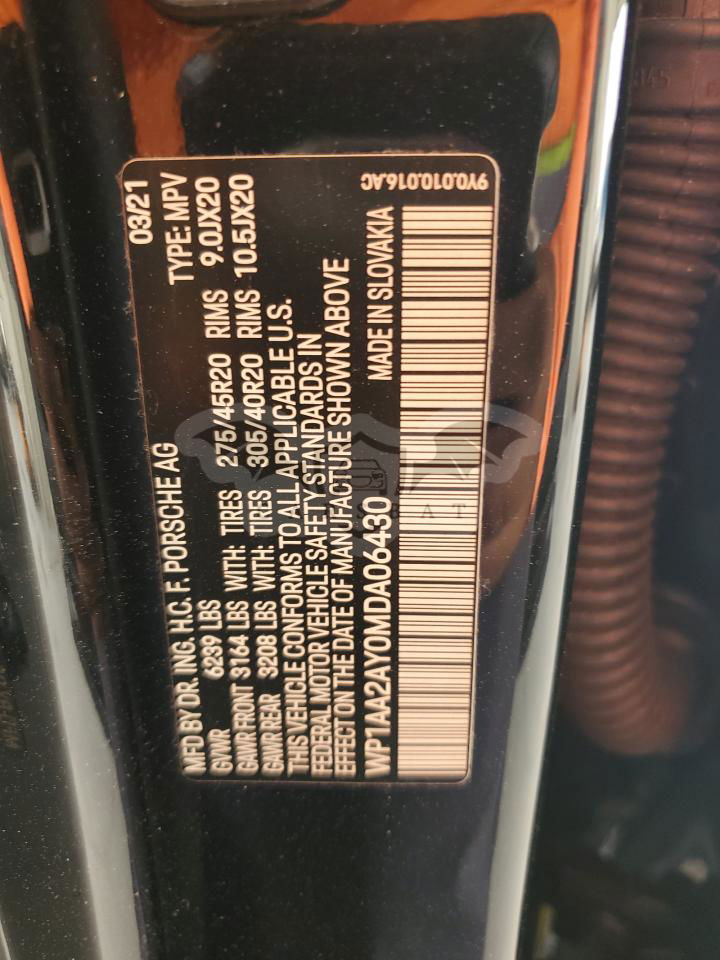 MFD BY DR. ING. H.C. F. PORSCHE AG 03/21
GVWR 6239 LBS TYPE: MPV
GAWR FRONT 3164 LBS WITH: TIRES 275/45R20 RIMS 9.0JX20
GAWR REAR 3208 LBS WITH: TIRES 305/40R20 RIMS 10.5JX20
THIS VEHICLE CONFORMS TO ALL APPLICABLE U.S.
FEDERAL MOTOR VEHICLE SAFETY STANDARDS IN
EFFECT ON THE DATE OF MANUFACTURE SHOWN ABOVE
WP1AA2AY0MDA06430 MADE IN SLOVAKIA
9Y0.010.016.AC